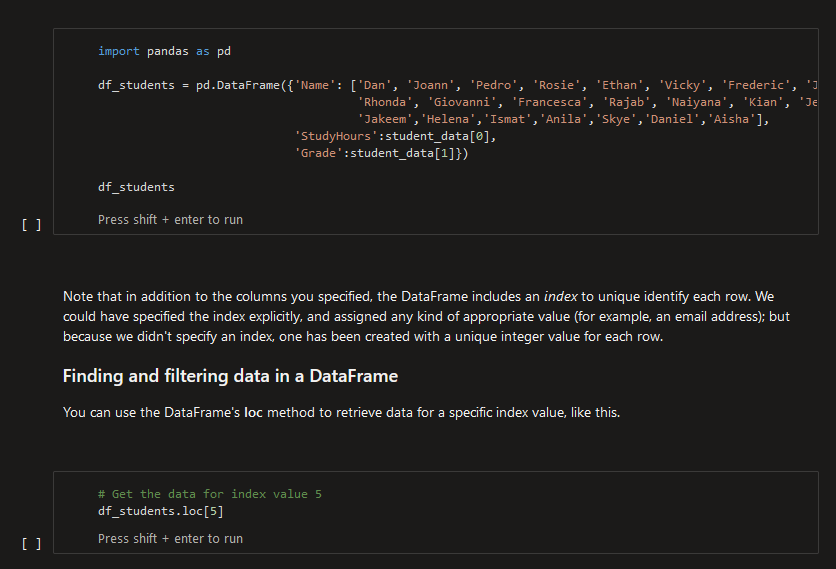 import pandas as pd
df_students = pd.DataFrame({'Name': ['Dan', 'Joann', 'Pedro', 'Rosie', 'Ethan', 'Vicky', 'Frederic',
'Rhonda', 'Giovanni', 'Francesca', 'Rajab', 'Naiyana', 'Kian',
'Jakeem','Helena','Ismat','Anila','Skye','Daniel','Aisha'],
'StudyHours':student_data[0],
'Grade':student_data[1]})
df_students
Press shift + enter to run
[ ]
Note that in addition to the columns you specified, the DataFrame includes an index to unique identify each row. We
could have specified the index explicitly, and assigned any kind of appropriate value (for example, an email address); but
because we didn't specify an index, one has been created with a unique integer value for each row.
Finding and filtering data in a DataFrame
You can use the DataFrame's loc method to retrieve data for a specific index value, like this.
# Get the data for index value 5
df_students.loc[5]
Press shift + enter to run
[ ]